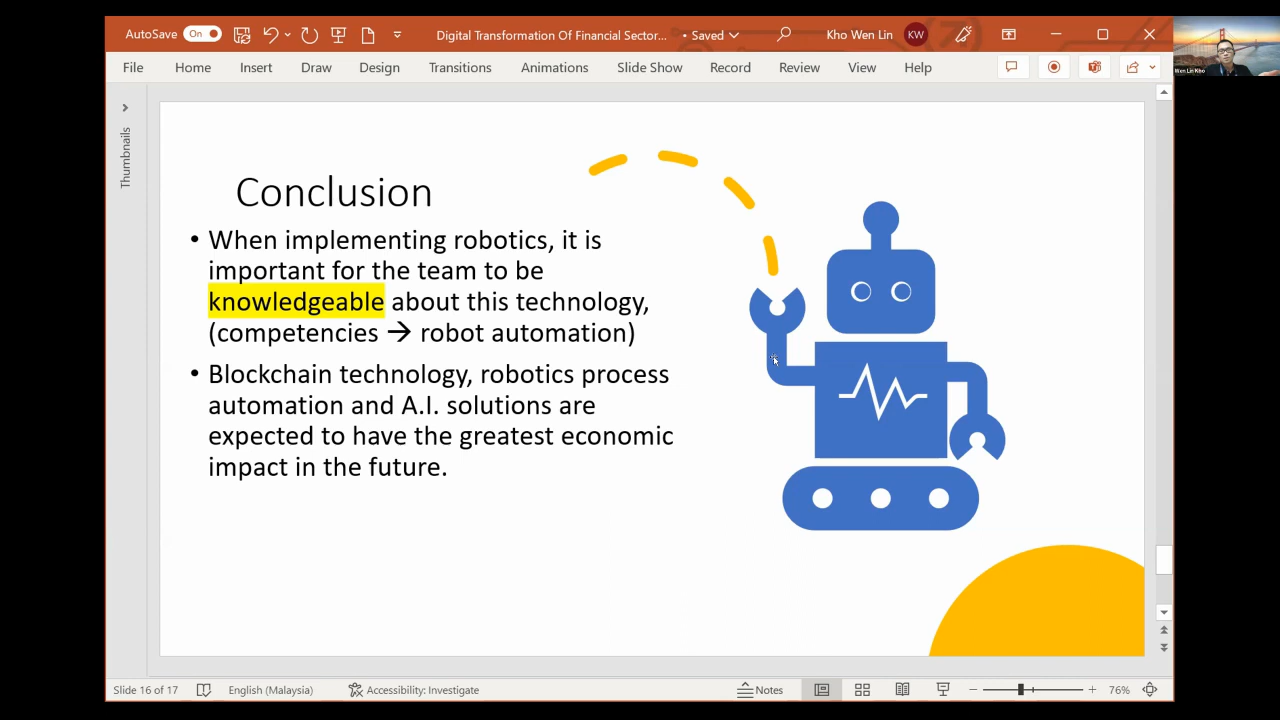 AutoSave On Digital Transformation Of Financial Sector... • Saved Kho Wen Lin KW
File Home Insert Draw Design Transitions Animations Slide Show Record Review View Help
Wen Lin Kho
Thumbnails
Conclusion
• When implementing robotics, it is
important for the team to be
knowledgeable about this technology,
(competencies → robot automation)
• Blockchain technology, robotics process
automation and A.I. solutions are
expected to have the greatest economic
impact in the future.
Slide 16 of 17 English (Malaysia) Accessibility: Investigate Notes 76%